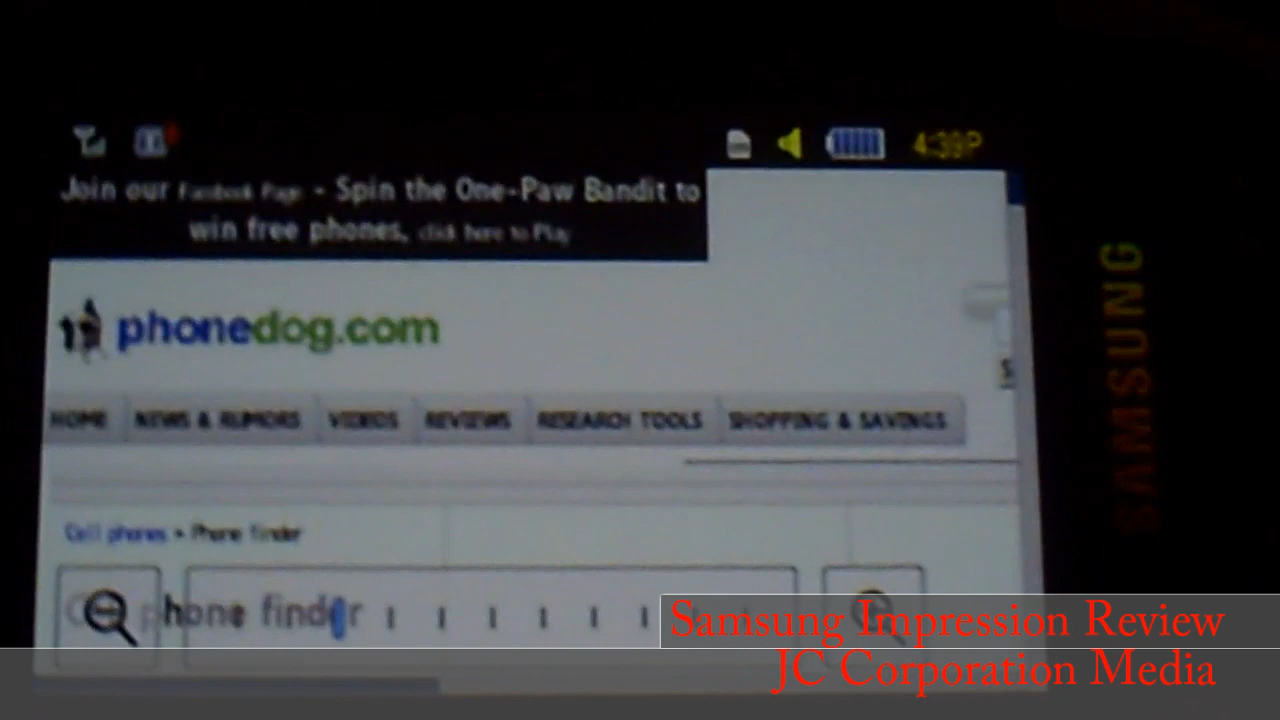 4:39P
Join our Facebook Page - Spin the One-Paw Bandit to
win free phones, click here to Play
phonedog.com
HOME NEWS & RUMORS VIDEOS REVIEWS RESEARCH TOOLS SHOPPING & SAVINGS
Cell phones • Phone finder
phone finder
SAMSUNG
Samsung Impression Review
JC Corporation Media